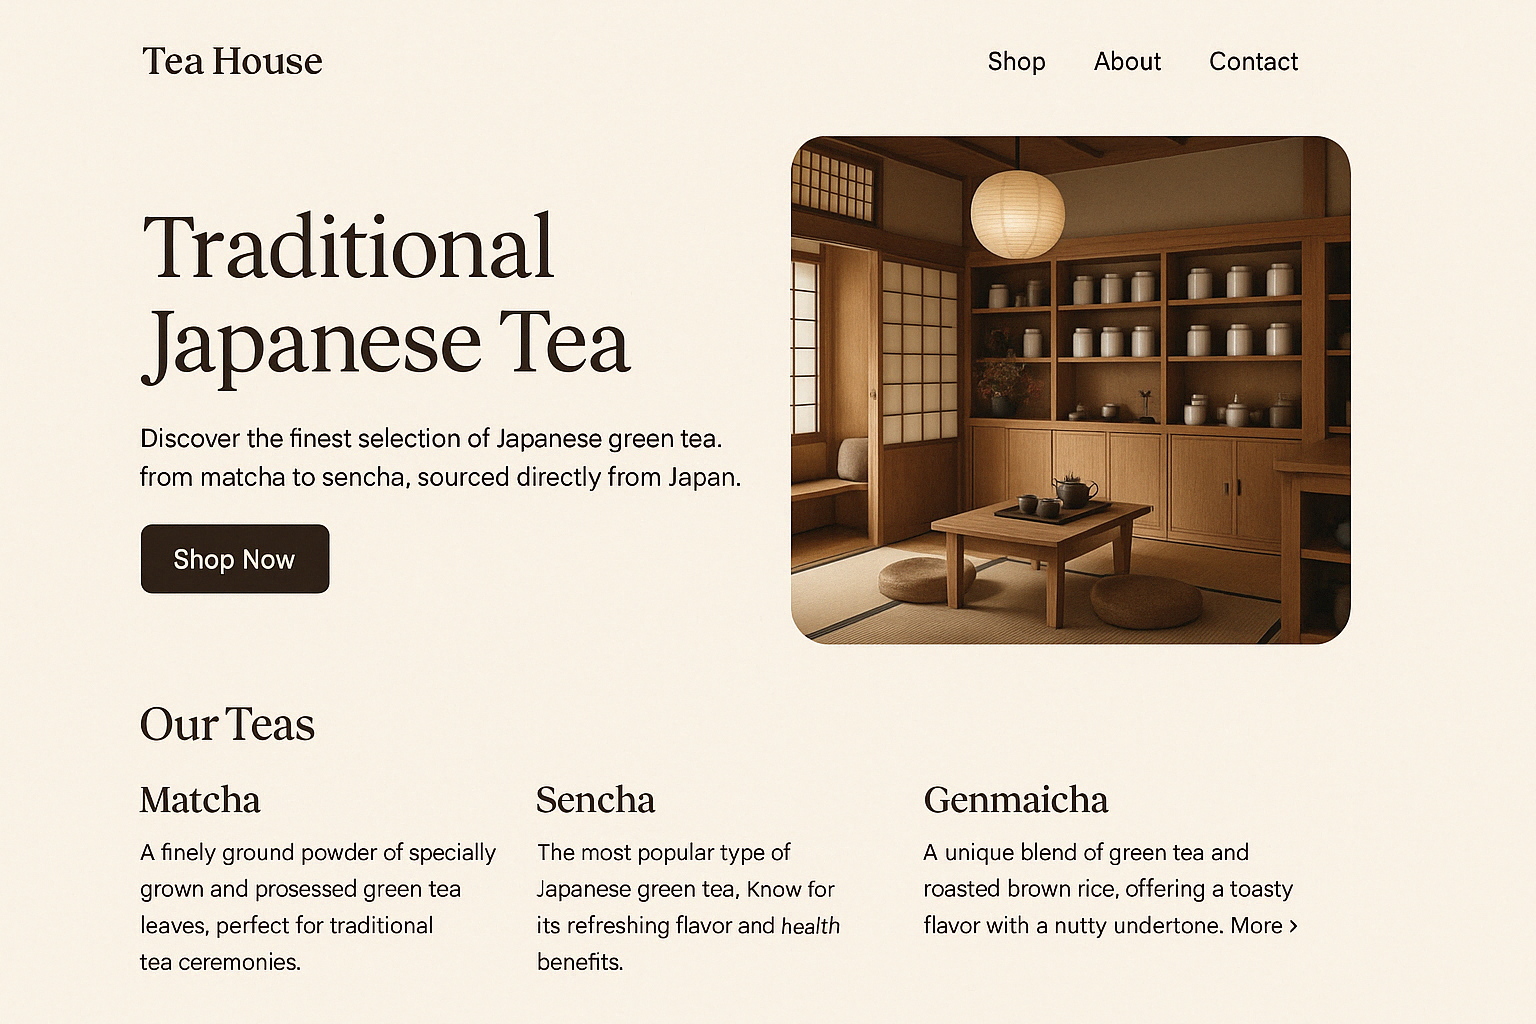 Tea House
Shop About Contact
Traditional
Japanese Tea
Discover the finest selection of Japanese green tea.
from matcha to sencha, sourced directly from Japan.
Shop Now
Our Teas
Matcha
A finely ground powder of specially
grown and prosessed green tea
leaves, perfect for traditional
tea ceremonies.
Sencha
The most popular type of
Japanese green tea, Know for
its refreshing flavor and health
benefits.
Genmaicha
A unique blend of green tea and
roasted brown rice, offering a toasty
flavor with a nutty undertone. More ›